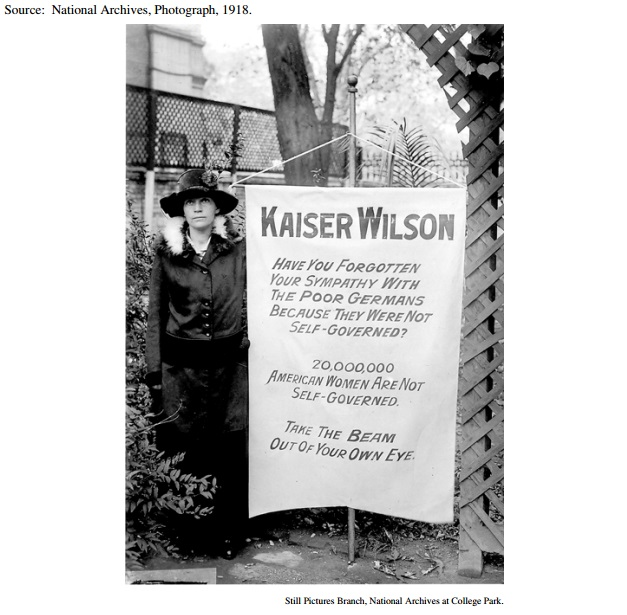 Source: National Archives, Photograph, 1918.
KAISER WILSON
HAVE YOU FORGOTTEN
YOUR SYMPATHY WITH
THE POOR GERMANS
BECAUSE THEY WERE NOT
SELF-GOVERNED?
20,000,000
AMERICAN WOMEN ARE NOT
SELF-GOVERNED.
TAKE THE BEAM
OUT OF YOUR OWN EYE.
Still Pictures Branch, National Archives at College Park.